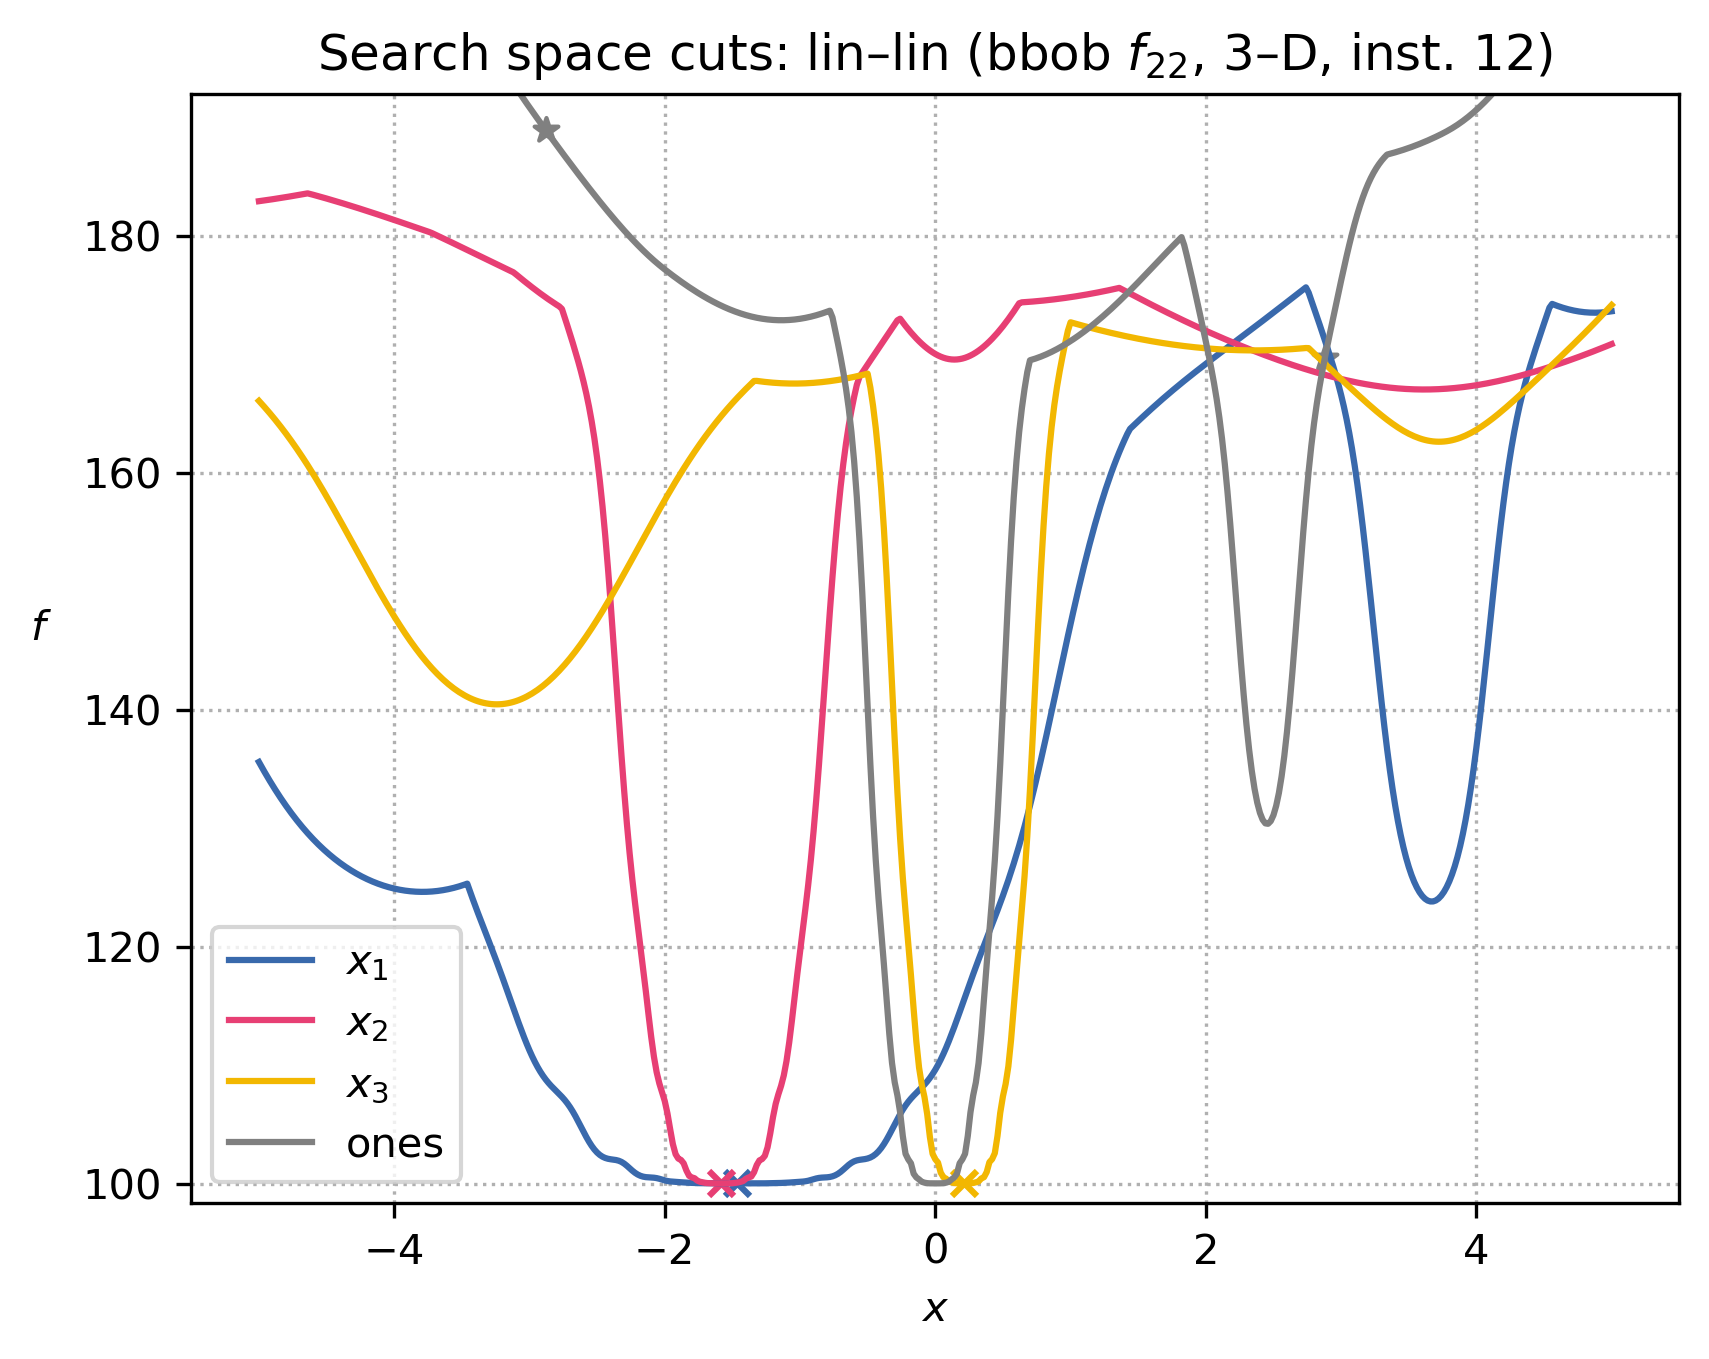 Search space cuts: lin–lin (bbob f₂₂, 3–D, inst. 12)
180
160
140
120
100
f
x₁
x₂
x₃
ones
−4
−2
0
2
4
x